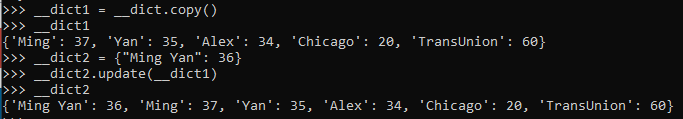 >>> __dict1 = __dict.copy()
>>> __dict1
{'Ming': 37, 'Yan': 35, 'Alex': 34, 'Chicago': 20, 'TransUnion': 60}
>>> __dict2 = {"Ming Yan": 36}
>>> __dict2.update(__dict1)
>>> __dict2
{'Ming Yan': 36, 'Ming': 37, 'Yan': 35, 'Alex': 34, 'Chicago': 20, 'TransUnion': 60}